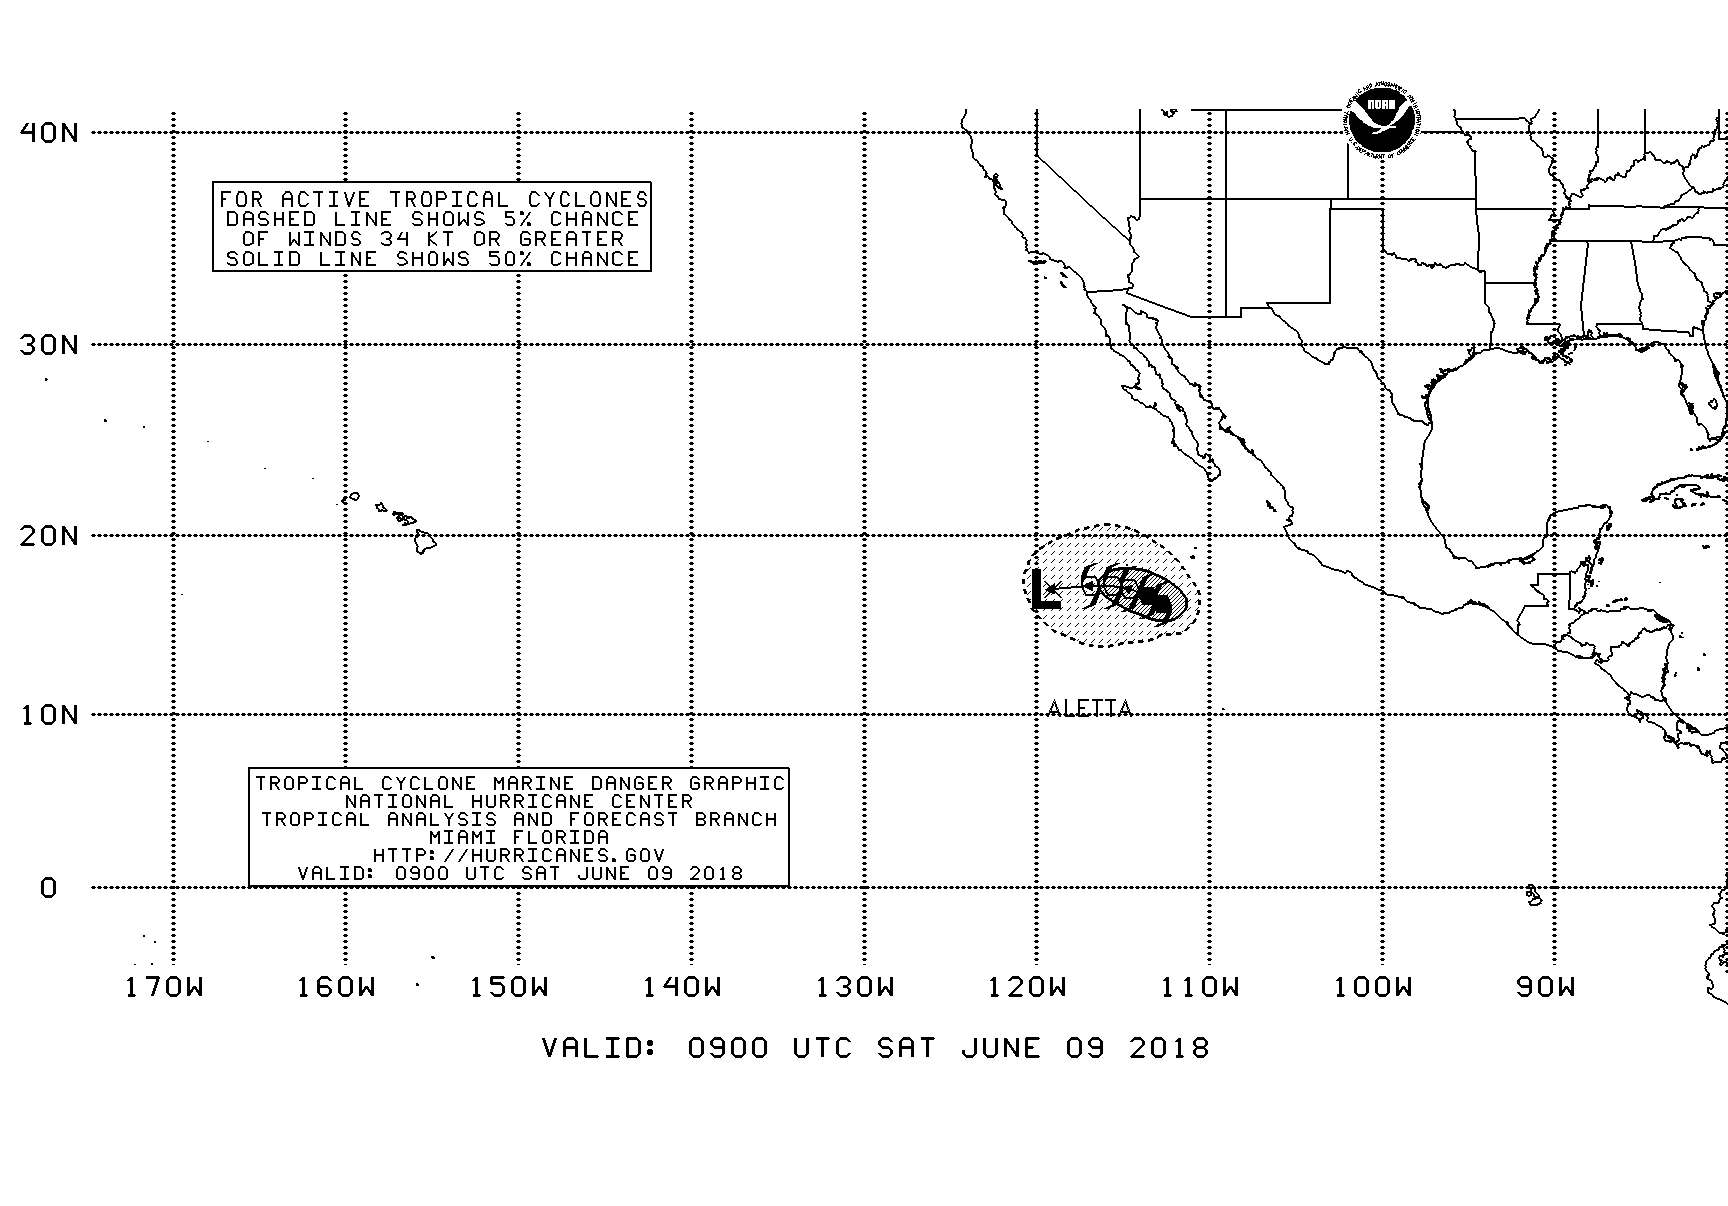 NOAA
40N
FOR ACTIVE TROPICAL CYCLONES
DASHED LINE SHOWS 5% CHANCE
OF WINDS 34 KT OR GREATER
SOLID LINE SHOWS 50% CHANCE
30N
20N
L
ALETTA
10N
TROPICAL CYCLONE MARINE DANGER GRAPHIC
NATIONAL HURRICANE CENTER
TROPICAL ANALYSIS AND FORECAST BRANCH
MIAMI FLORIDA
HTTP://HURRICANES.GOV
VALID: 0900 UTC SAT JUNE 09 2018
0
170W 160W 150W 140W 130W 120W 110W 100W 90W
VALID: 0900 UTC SAT JUNE 09 2018